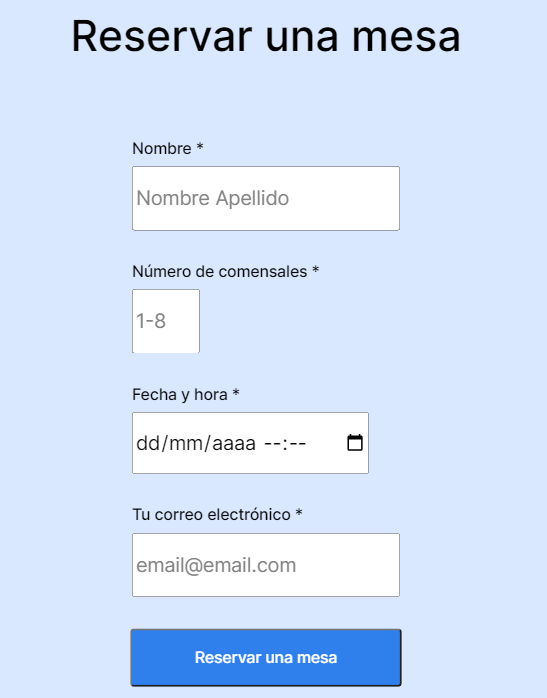 Reservar una mesa
Nombre *
Nombre Apellido
Número de comensales *
1-8
Fecha y hora *
dd/mm/aaaa --:--
Tu correo electrónico *
email@email.com
Reservar una mesa